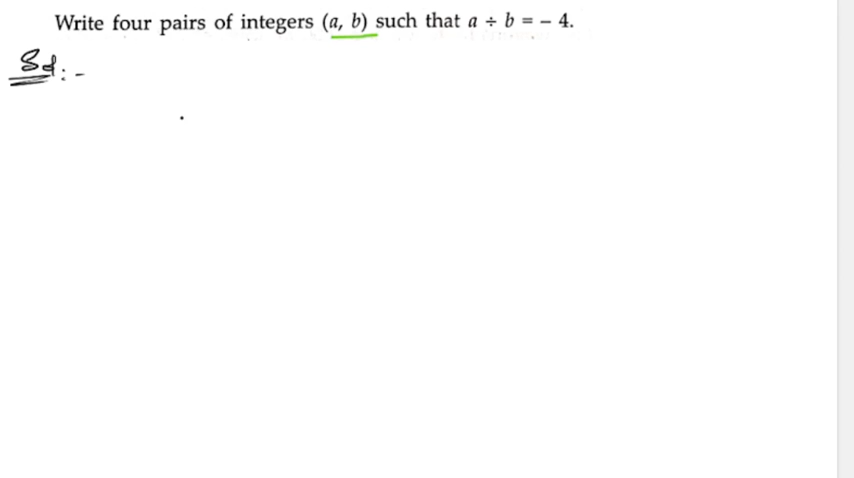 Write four pairs of integers (a, b) such that a ÷ b = – 4.
Sol: -